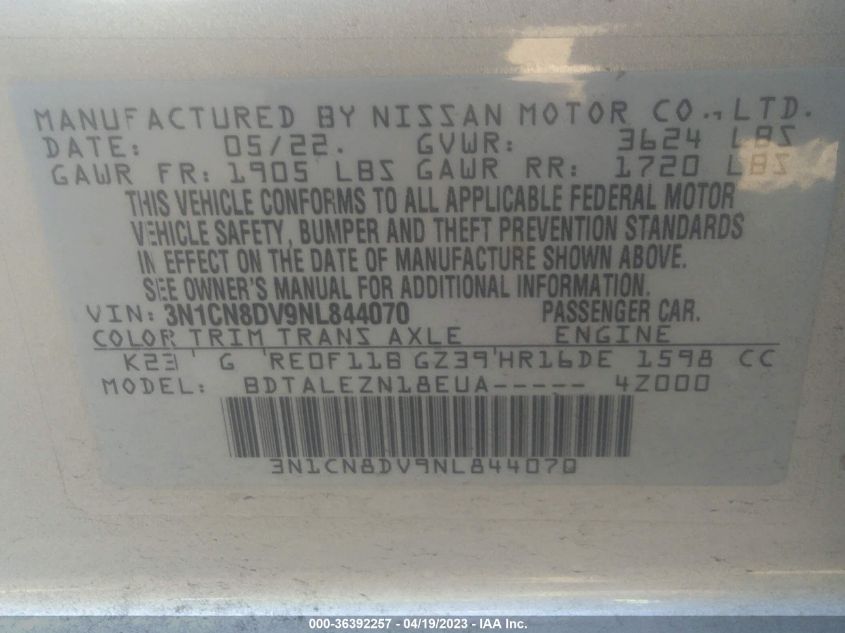 MANUFACTURED BY NISSAN MOTOR CO., LTD.
DATE: 05/22. GVWR: 3624 LBS
GAWR FR: 1905 LBS GAWR RR: 1720 LBS
THIS VEHICLE CONFORMS TO ALL APPLICABLE FEDERAL MOTOR
VEHICLE SAFETY, BUMPER AND THEFT PREVENTION STANDARDS
IN EFFECT ON THE DATE OF MANUFACTURE SHOWN ABOVE.
SEE OWNER'S MANUAL FOR ADDITIONAL INFORMATION.
VIN: 3N1CN8DV9NL844070 PASSENGER CAR.
COLOR TRIM TRANS AXLE ENGINE
K23 G RE0F11B GZ39 HR16DE 1598 CC
MODEL: BDTALEZN18EUA----- 4Z000
3N1CN8DV9NL844070
000-36392257 - 04/19/2023 - IAA Inc.